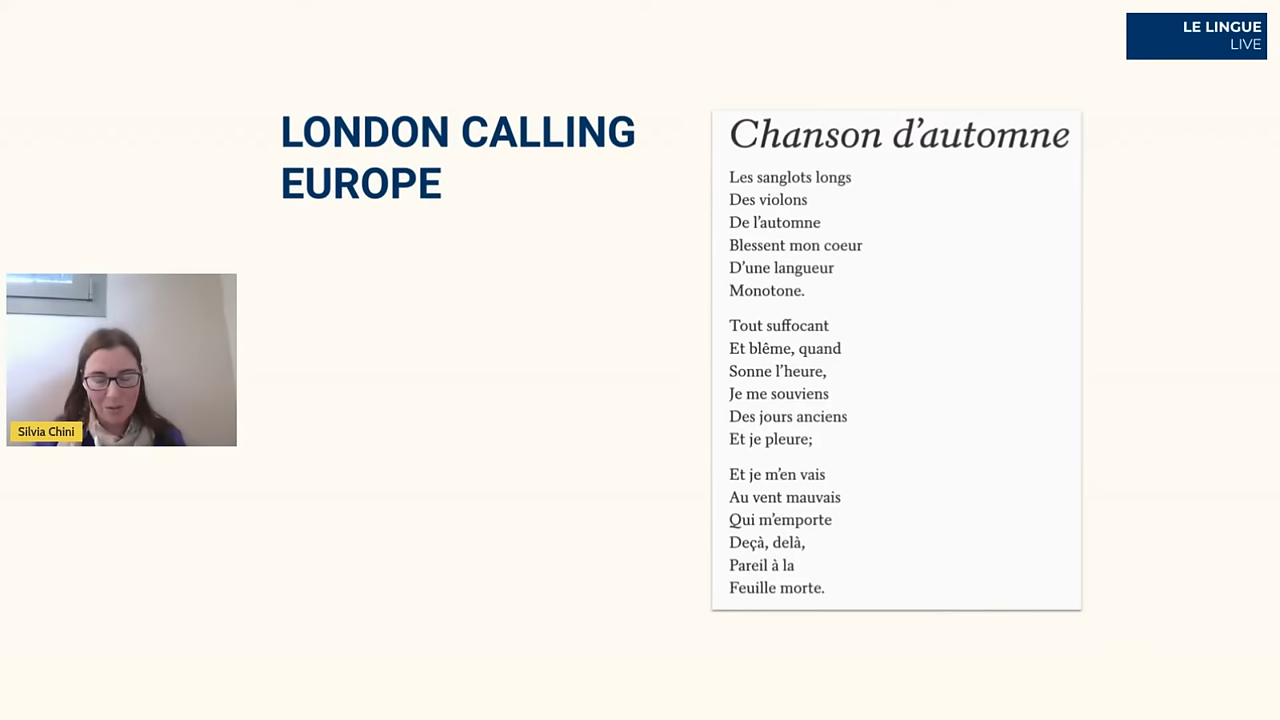 LE LINGUE
LIVE
LONDON CALLING
EUROPE
Chanson d’automne
Les sanglots longs
Des violons
De l’automne
Blessent mon coeur
D’une langueur
Monotone.
Tout suffocant
Et blême, quand
Sonne l’heure,
Je me souviens
Des jours anciens
Et je pleure;
Et je m’en vais
Au vent mauvais
Qui m’emporte
Deçà, delà,
Pareil à la
Feuille morte.
Silvia Chini